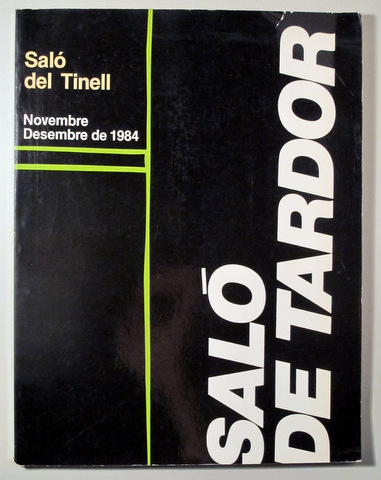 Saló
del Tinell
Novembre
Desembre de 1984
SALÓ
DE TARDOR